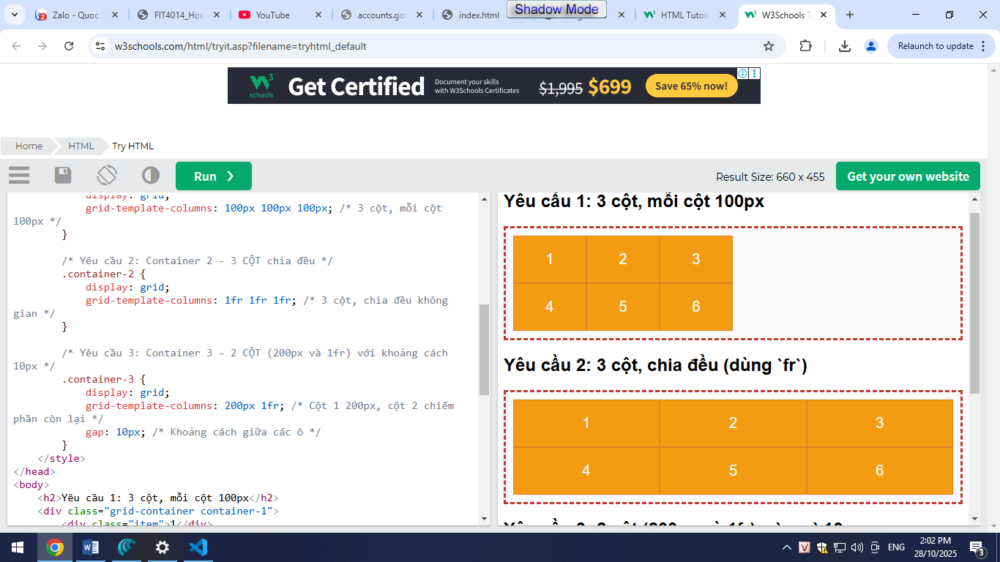 Zalo - Quoc
FIT4014_Hoc
YouTube
accounts.goo
index.html
Shadow Mode
HTML Tutori
W3Schools T
w3schools.com/html/tryit.asp?filename=tryhtml_default
Relaunch to update
W3 schools
Get Certified
Document your skills
with W3Schools Certificates
$1,995 $699
Save 65% now!
Home
HTML
Try HTML
Run ❯
Result Size: 660 x 455
Get your own website
display: grid;
grid-template-columns: 100px 100px 100px; /* 3 cột, mỗi cột
100px */
}
/* Yêu cầu 2: Container 2 - 3 CỘT chia đều */
.container-2 {
display: grid;
grid-template-columns: 1fr 1fr 1fr; /* 3 cột, chia đều không
gian */
}
/* Yêu cầu 3: Container 3 - 2 CỘT (200px và 1fr) với khoảng cách
10px */
.container-3 {
display: grid;
grid-template-columns: 200px 1fr; /* Cột 1 200px, cột 2 chiếm
phần còn lại */
gap: 10px; /* Khoảng cách giữa các ô */
}
</style>
</head>
<body>
<h2>Yêu cầu 1: 3 cột, mỗi cột 100px</h2>
<div class="grid-container container-1">
<div class="item">1</div>
Yêu cầu 1: 3 cột, mỗi cột 100px
1 2 3
4 5 6
Yêu cầu 2: 3 cột, chia đều (dùng `fr`)
1 2 3
4 5 6
ENG
2:02 PM
28/10/2025
3